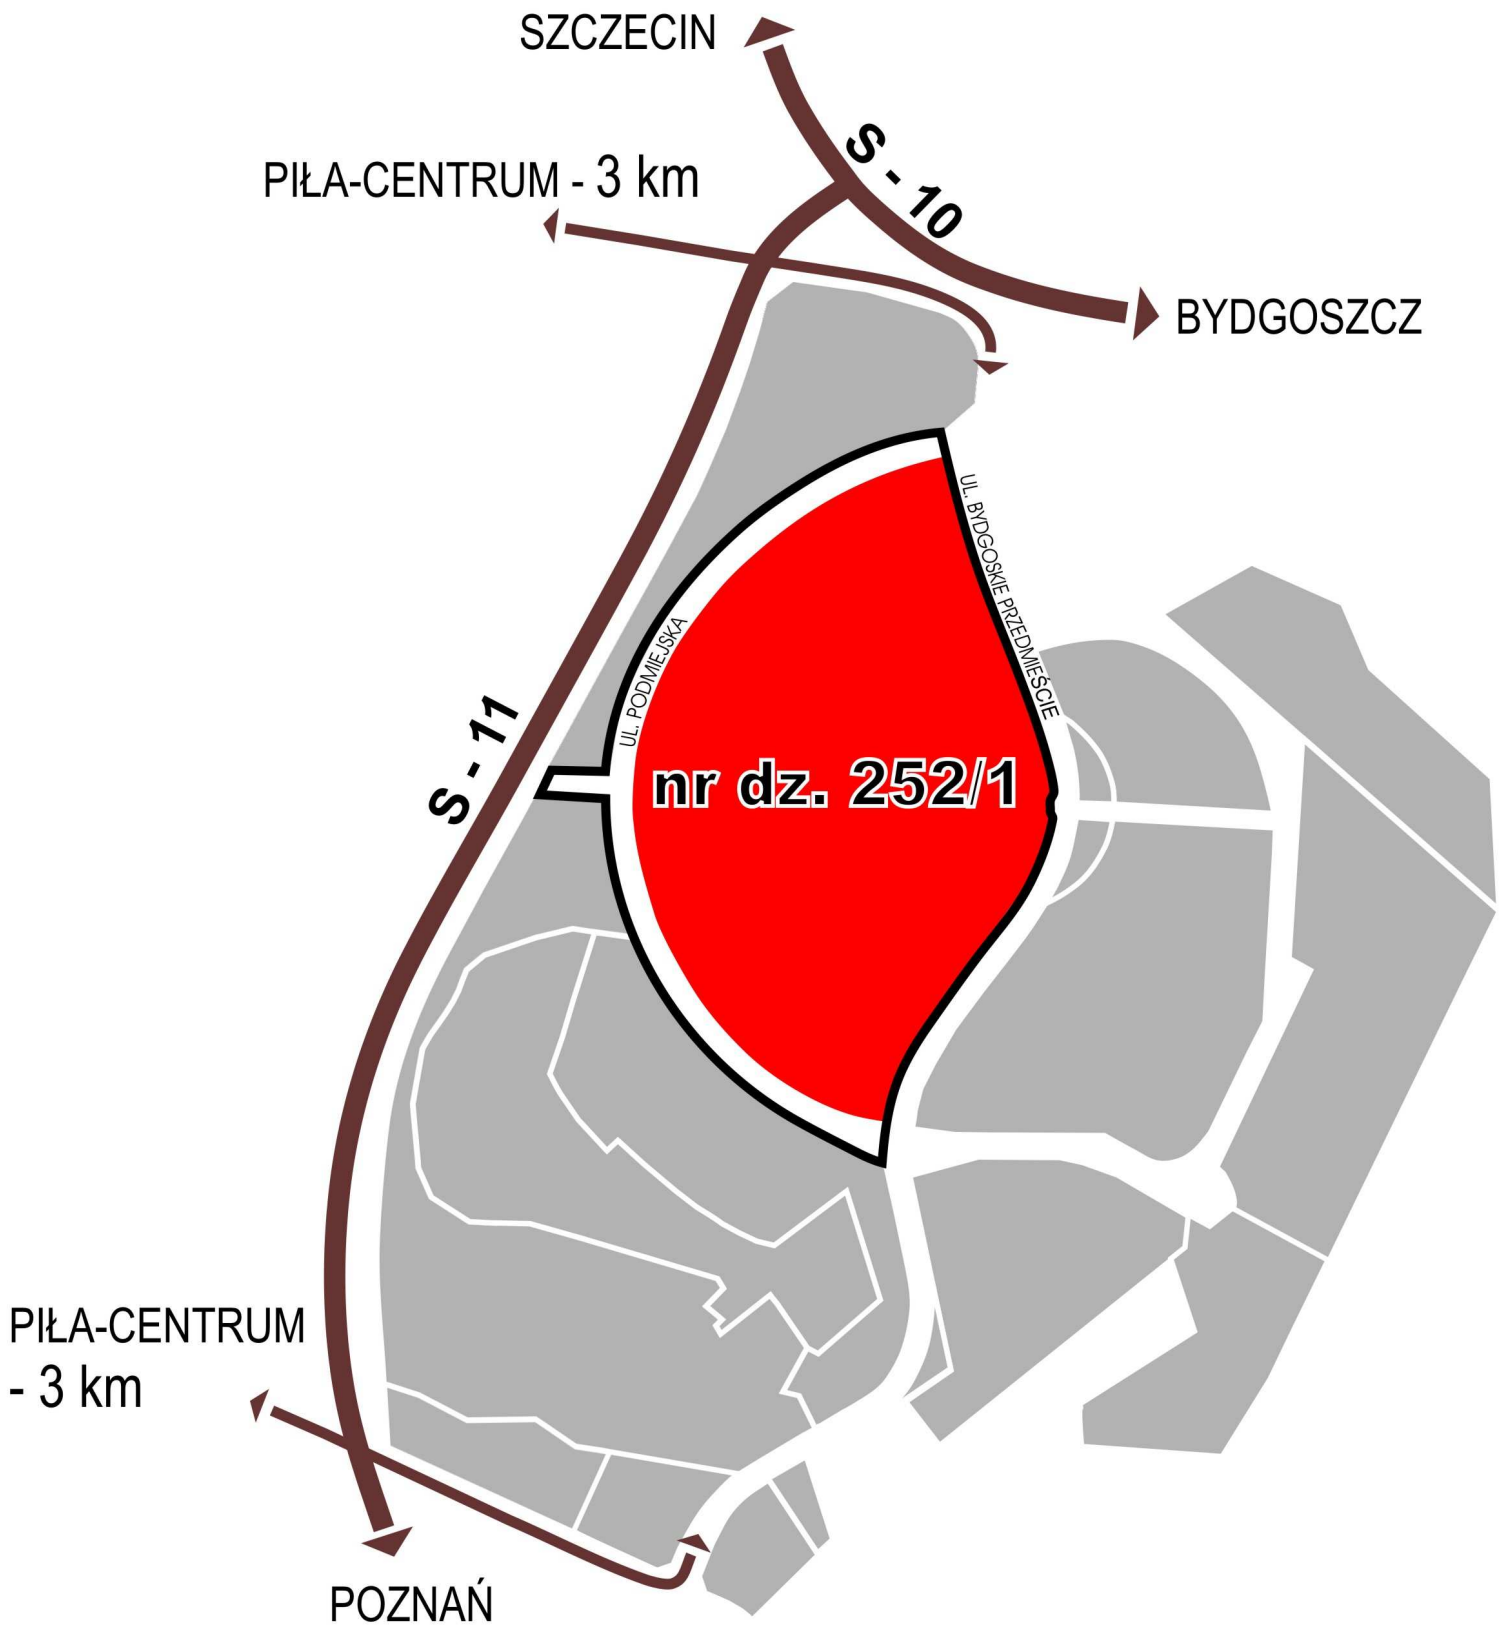 SZCZECIN
S - 10
PIŁA-CENTRUM - 3 km
BYDGOSZCZ
UL. BYDGOSKIE PRZEDMIEŚCIE
UL. PODMIEJSKA
S - 11
nr dz. 252/1
PIŁA-CENTRUM
- 3 km
POZNAŃ